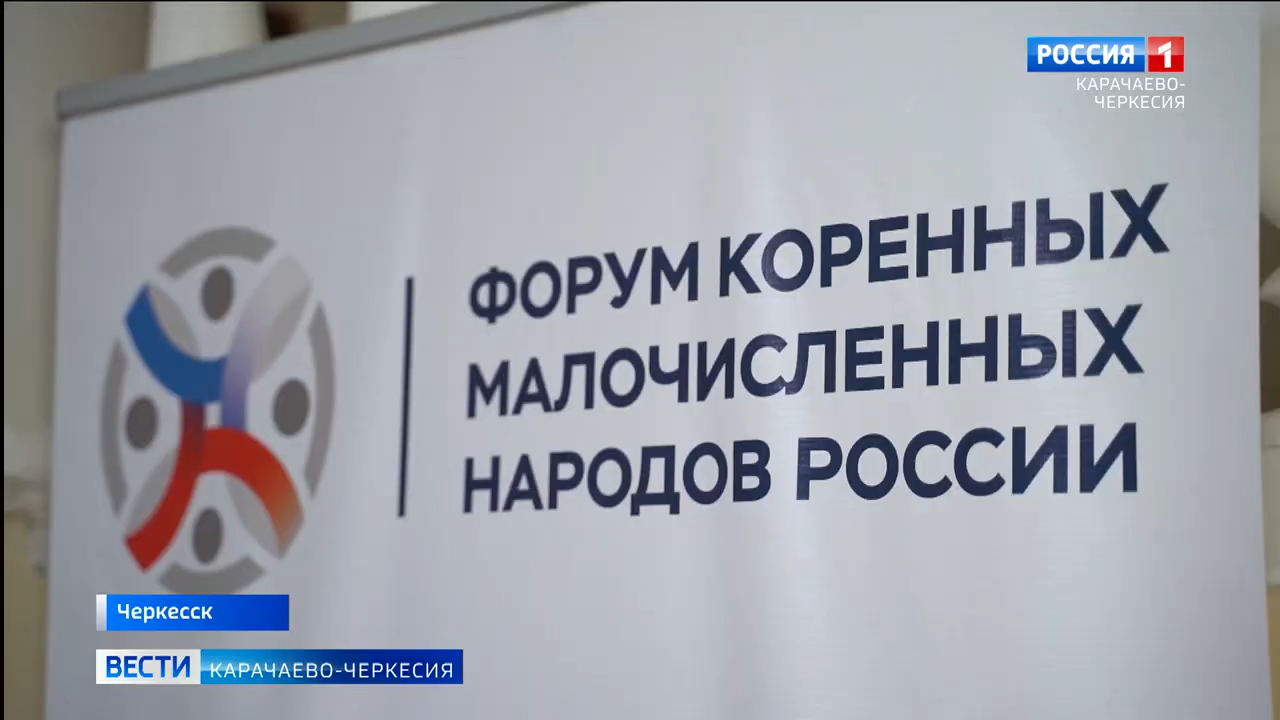 РОССИЯ 1
КАРАЧАЕВО-
ЧЕРКЕСИЯ
ФОРУМ КОРЕННЫХ
МАЛОЧИСЛЕННЫХ
НАРОДОВ РОССИИ
Черкесск
ВЕСТИ КАРАЧАЕВО-ЧЕРКЕСИЯ